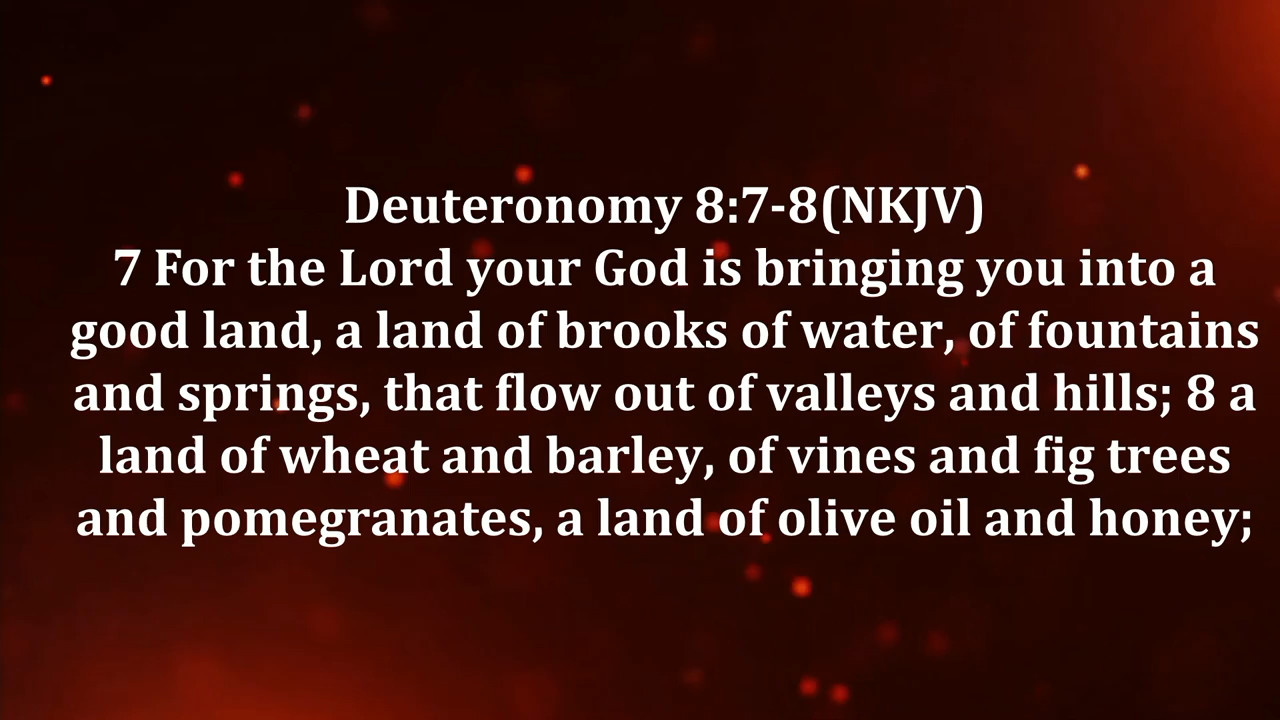 Deuteronomy 8:7-8(NKJV)
7 For the Lord your God is bringing you into a
good land, a land of brooks of water, of fountains
and springs, that flow out of valleys and hills; 8 a
land of wheat and barley, of vines and fig trees
and pomegranates, a land of olive oil and honey;